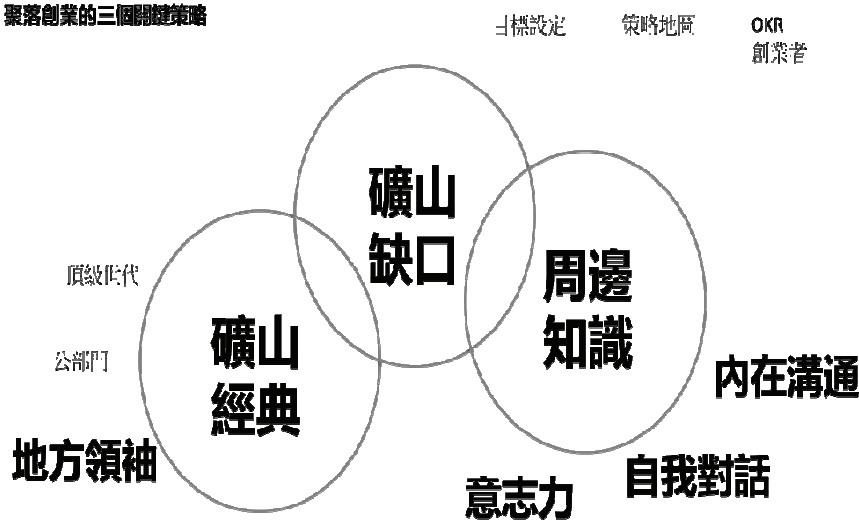 聚落創業的三個關鍵策略
目標設定
策略地圖
OKR
創業者
礦山
缺口
周邊
知識
頂級世代
礦山
經典
公部門
內在溝通
地方領袖
自我對話
意志力